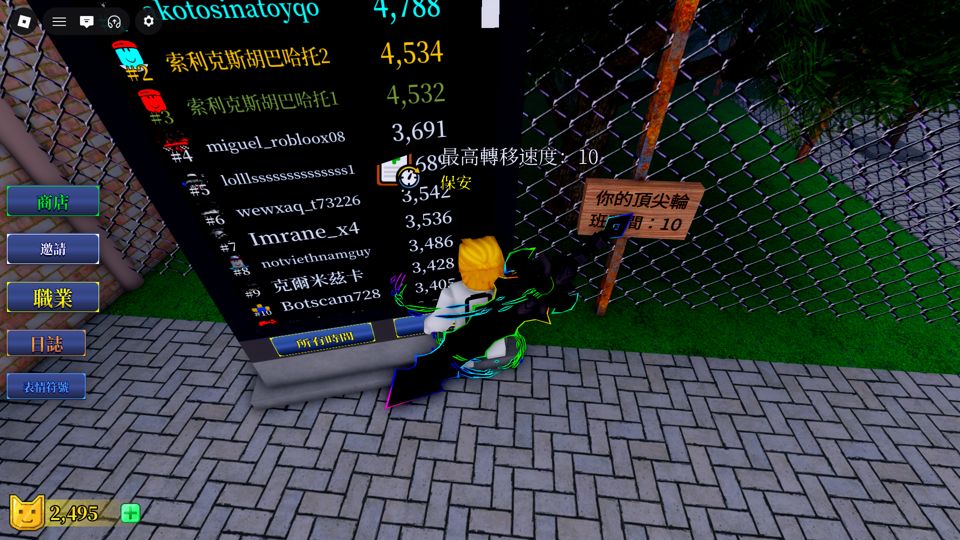 kotosinatoyqo 4,788
#2 索利克斯胡巴哈托2 4,534
#3 索利克斯胡巴哈托1 4,532
#4 miguel_robloox08 3,691
#5 lolllssssssssssssss1 689
#6 wewxaq_t73226 3,542
#7 Imrane_x4 3,536
#8 notviethnamguy 3,486
#9 克爾米茲卡 3,428
#10 Botscam728
所有時間
最高轉移速度：10
保安
你的頂尖輪
班 間：10
商店
邀請
職業
日誌
表情符號
2,495